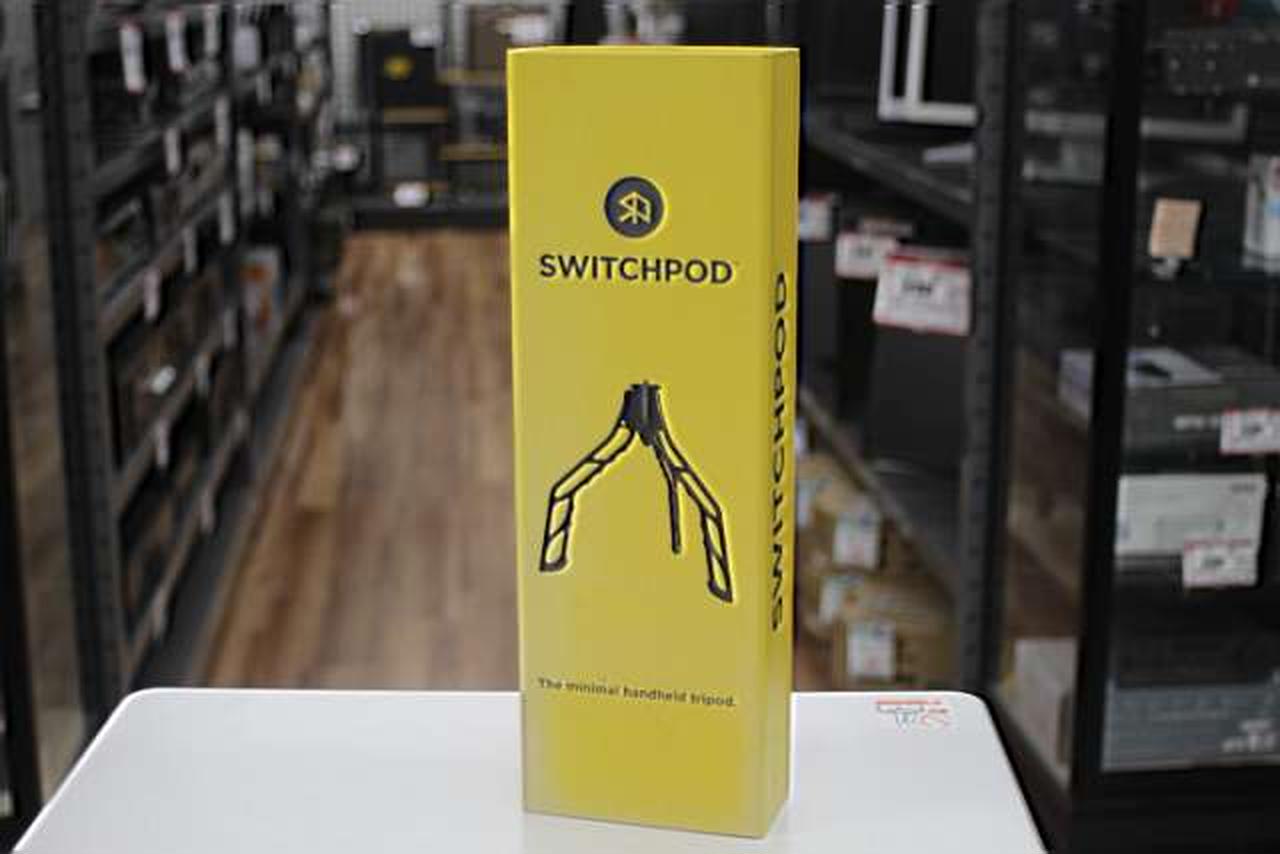 SWITCHPOD
SWITCHPOD
The minimal handheld tripod.